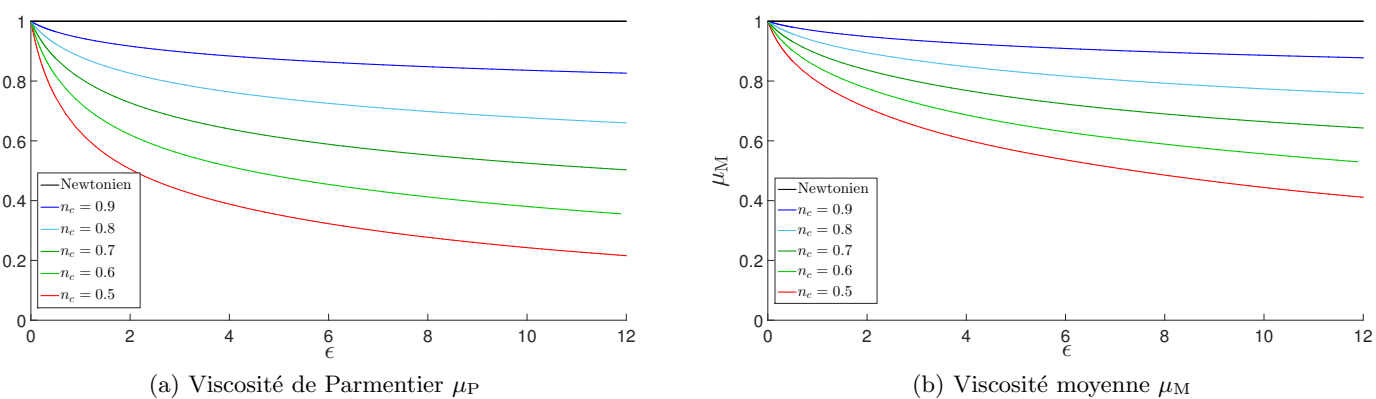 1
0.8
0.6
0.4
0.2
0
Newtonien
n_c = 0.9
n_c = 0.8
n_c = 0.7
n_c = 0.6
n_c = 0.5
0 2 4 6 8 10 12
ϵ
(a) Viscosité de Parmentier μ_P
μ_M
1
0.8
0.6
0.4
0.2
0
Newtonien
n_c = 0.9
n_c = 0.8
n_c = 0.7
n_c = 0.6
n_c = 0.5
0 2 4 6 8 10 12
ϵ
(b) Viscosité moyenne μ_M